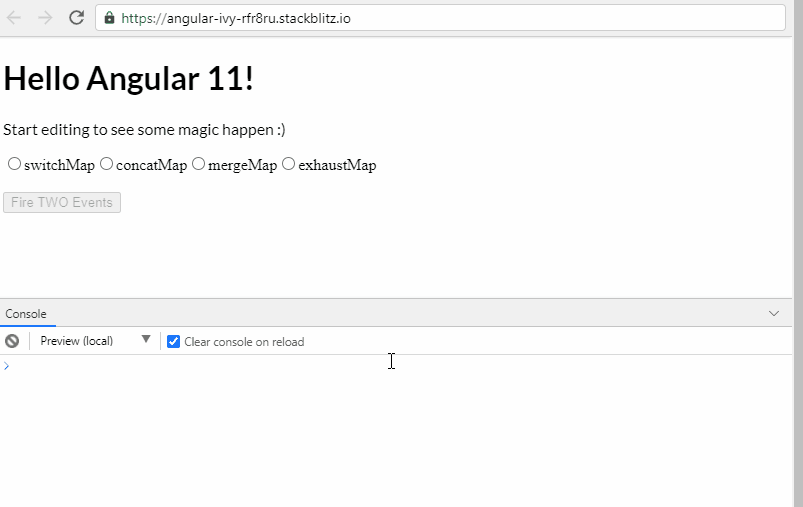 https://angular-ivy-rfr8ru.stackblitz.io
Hello Angular 11!
Start editing to see some magic happen :)
switchMap concatMap mergeMap exhaustMap
Fire TWO Events
Console
Preview (local) Clear console on reload
>